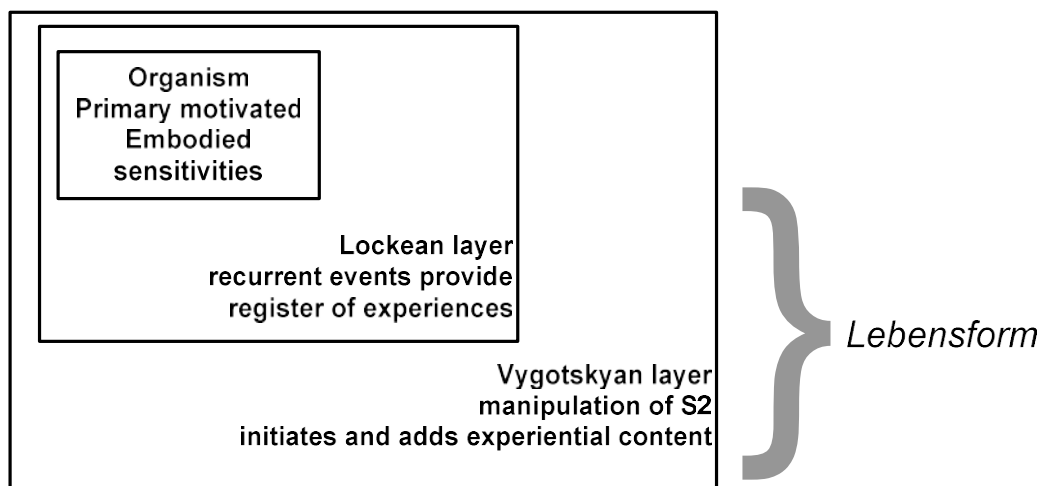 Organism
Primary motivated
Embodied
sensitivities
Lockean layer
recurrent events provide
register of experiences
Lebensform
Vygotskyan layer
manipulation of S2
initiates and adds experiential content